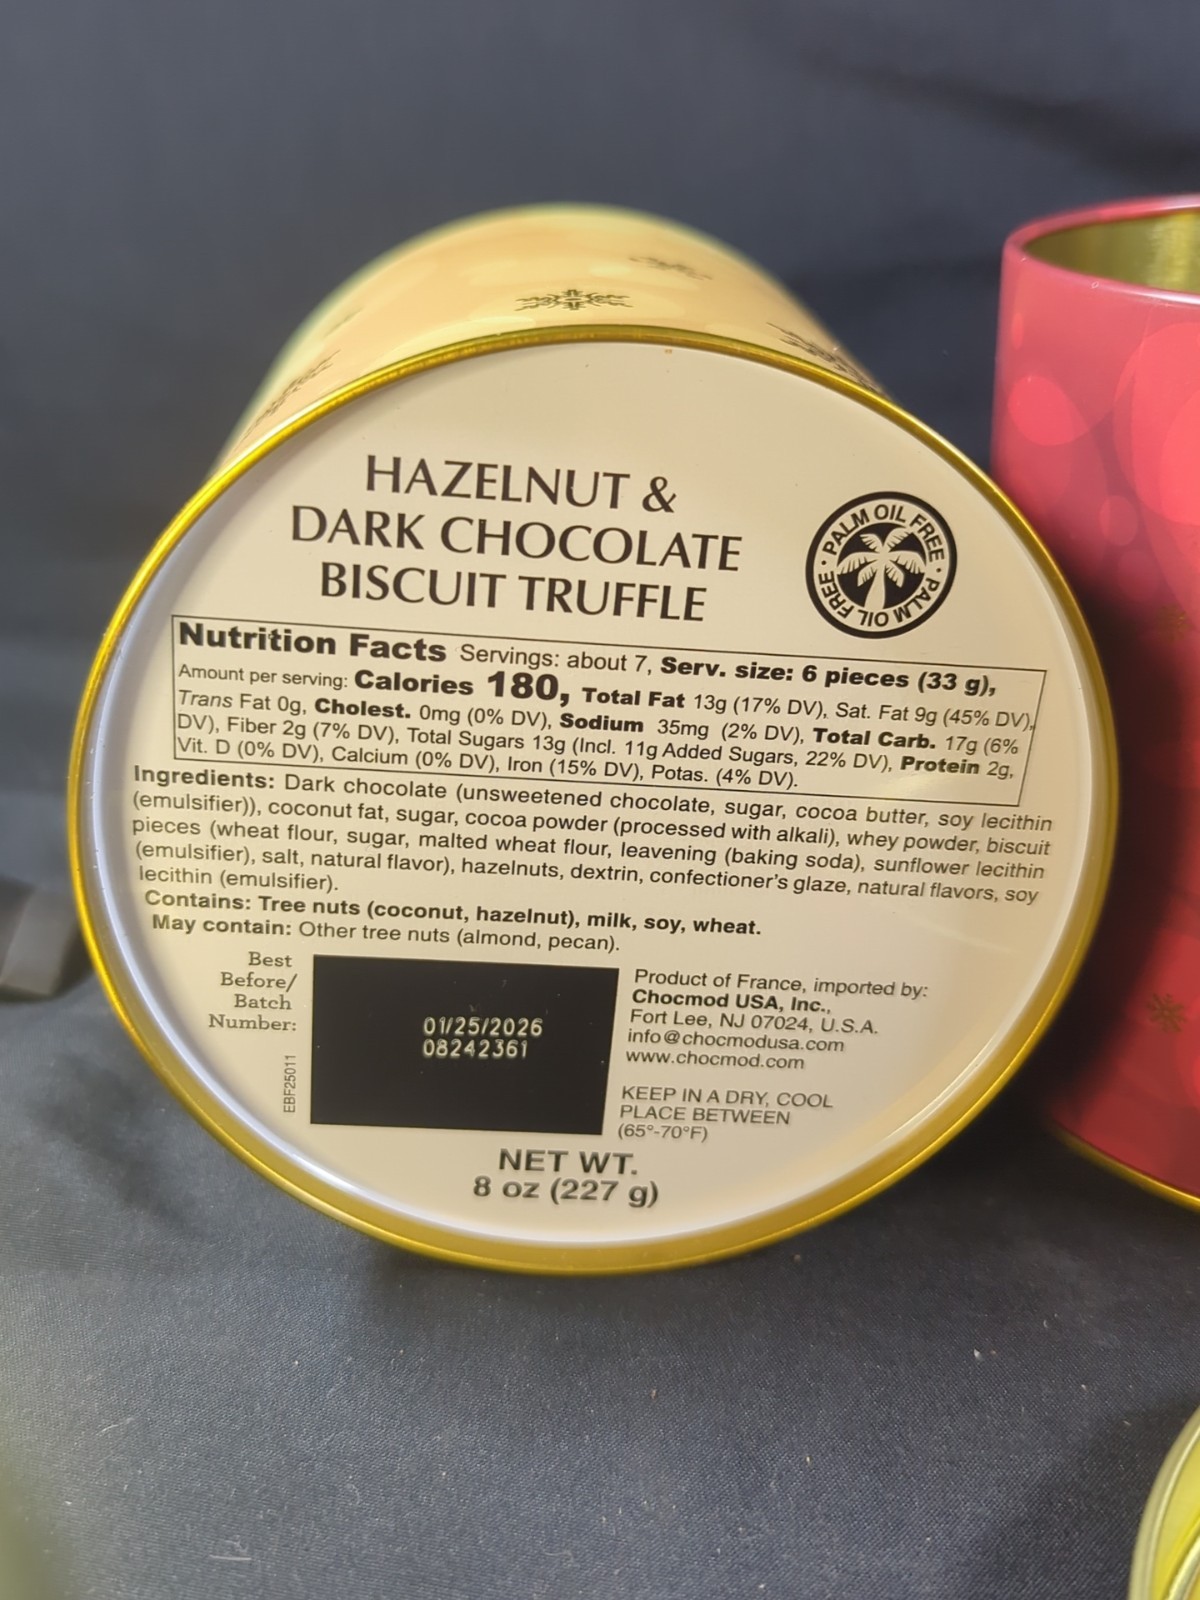 HAZELNUT &
DARK CHOCOLATE
BISCUIT TRUFFLE
PALM OIL FREE · PALM OIL FREE ·
Nutrition Facts Servings: about 7, Serv. size: 6 pieces (33 g),
Amount per serving: Calories 180, Total Fat 13g (17% DV), Sat. Fat 9g (45% DV),
Trans Fat 0g, Cholest. 0mg (0% DV), Sodium 35mg (2% DV), Total Carb. 17g (6%
DV), Fiber 2g (7% DV), Total Sugars 13g (Incl. 11g Added Sugars, 22% DV), Protein 2g,
Vit. D (0% DV), Calcium (0% DV), Iron (15% DV), Potas. (4% DV).
Ingredients: Dark chocolate (unsweetened chocolate, sugar, cocoa butter, soy lecithin
(emulsifier)), coconut fat, sugar, cocoa powder (processed with alkali), whey powder, biscuit
pieces (wheat flour, sugar, malted wheat flour, leavening (baking soda), sunflower lecithin
(emulsifier), salt, natural flavor), hazelnuts, dextrin, confectioner's glaze, natural flavors, soy
lecithin (emulsifier).
Contains: Tree nuts (coconut, hazelnut), milk, soy, wheat.
May contain: Other tree nuts (almond, pecan).
Best
Before/
Batch
Number:
EBF25011
01/25/2026
08242361
Product of France, imported by:
Chocmod USA, Inc.,
Fort Lee, NJ 07024, U.S.A.
info@chocmodusa.com
www.chocmod.com
KEEP IN A DRY, COOL
PLACE BETWEEN
(65°-70°F)
NET WT.
8 oz (227 g)